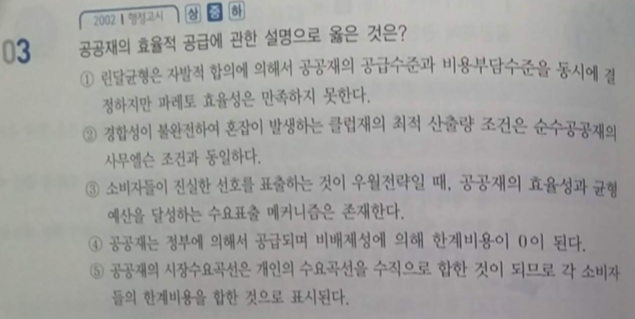 2002 | 행정고시 상 중 하
03 공공재의 효율적 공급에 관한 설명으로 옳은 것은?
① 린달균형은 자발적 합의에 의해서 공공재의 공급수준과 비용부담수준을 동시에 결
정하지만 파레토 효율성은 만족하지 못한다.
② 경합성이 불완전하여 혼잡이 발생하는 클럽재의 최적 산출량 조건은 순수공공재의
사무엘슨 조건과 동일하다.
③ 소비자들이 진실한 선호를 표출하는 것이 우월전략일 때, 공공재의 효율성과 균형
예산을 달성하는 수요표출 메커니즘은 존재한다.
④ 공공재는 정부에 의해서 공급되며 비배재성에 의해 한계비용이 0이 된다.
⑤ 공공재의 시장수요곡선은 개인의 수요곡선을 수직으로 합한 것이 되므로 각 소비자
들의 한계비용을 합한 것으로 표시된다.